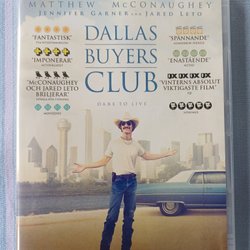 MATTHEW McCONAUGHEY
JENNIFER GARNER AND JARED LETO
DALLAS
BUYERS
CLUB
DARE TO LIVE
"FANTASTISK"
"IMPONERAR"
"McCONAUGHEY
OCH JARED LETO
BRILJERAR"
"SPÄNNANDE"
"ENASTÅENDE"
"VINTERNS ABSOLUT
VIKTIGASTE FILM"